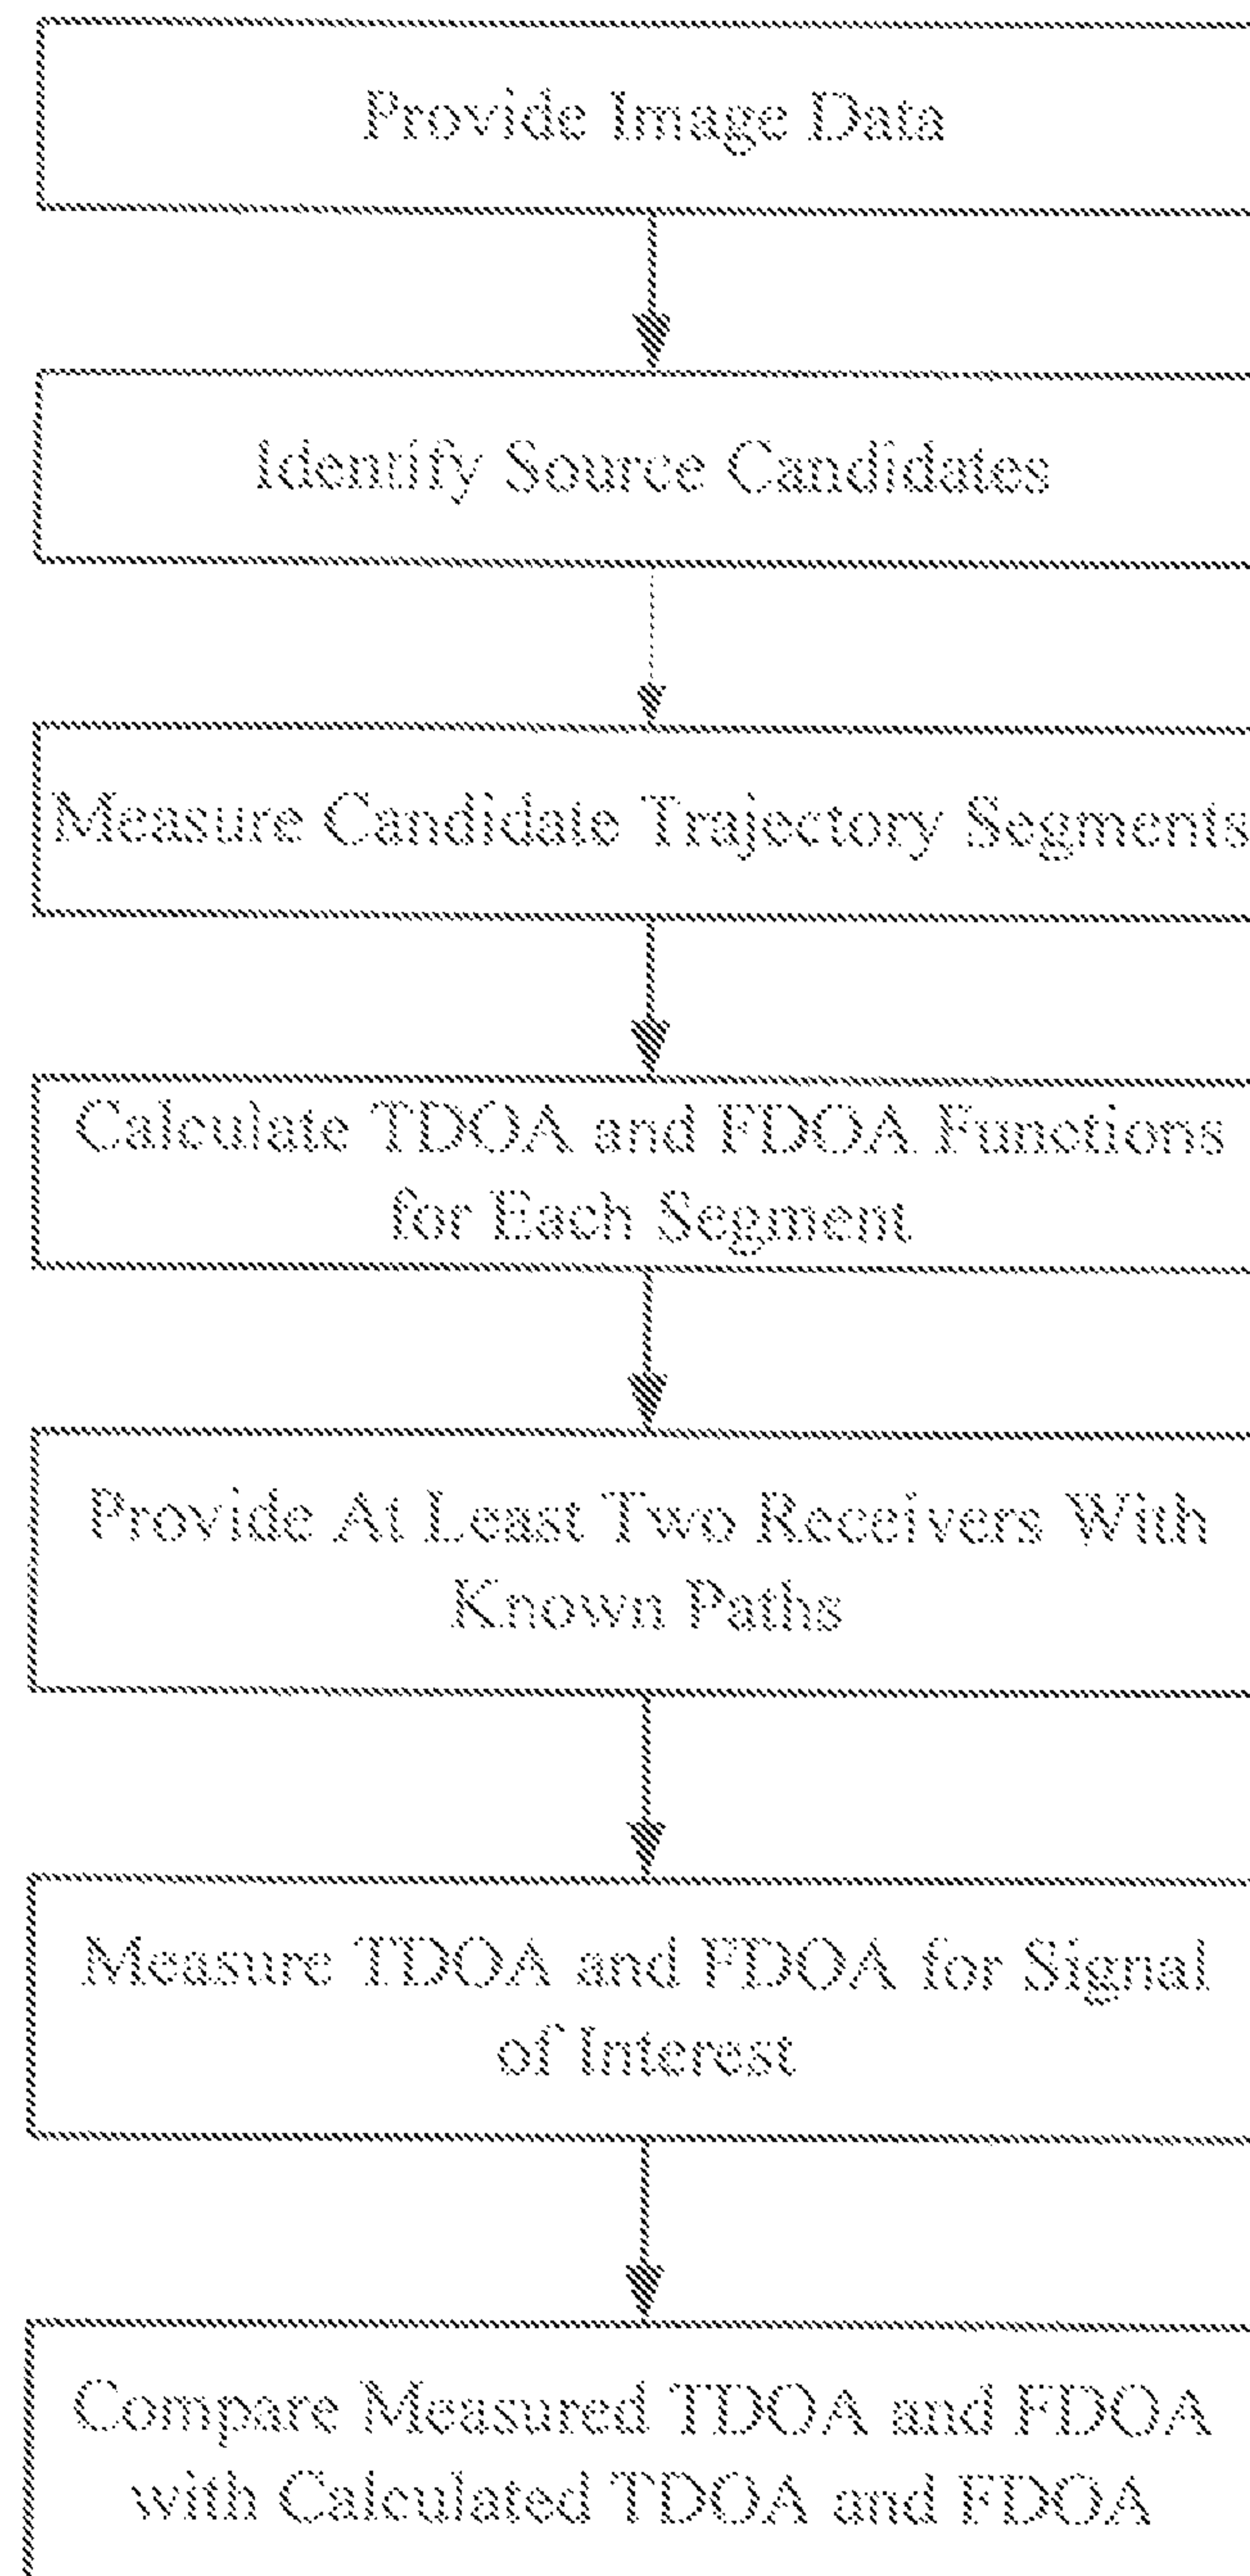 Provide Image Data
Identify Source Candidates
Measure Candidate Trajectory Segments
Calculate TDOA and FDOA Functions
for Each Segment
Provide At Least Two Receivers With
Known Paths
Measure TDOA and FDOA for Signal
of Interest
Compare Measured TDOA and FDOA
with Calculated TDOA and FDOA